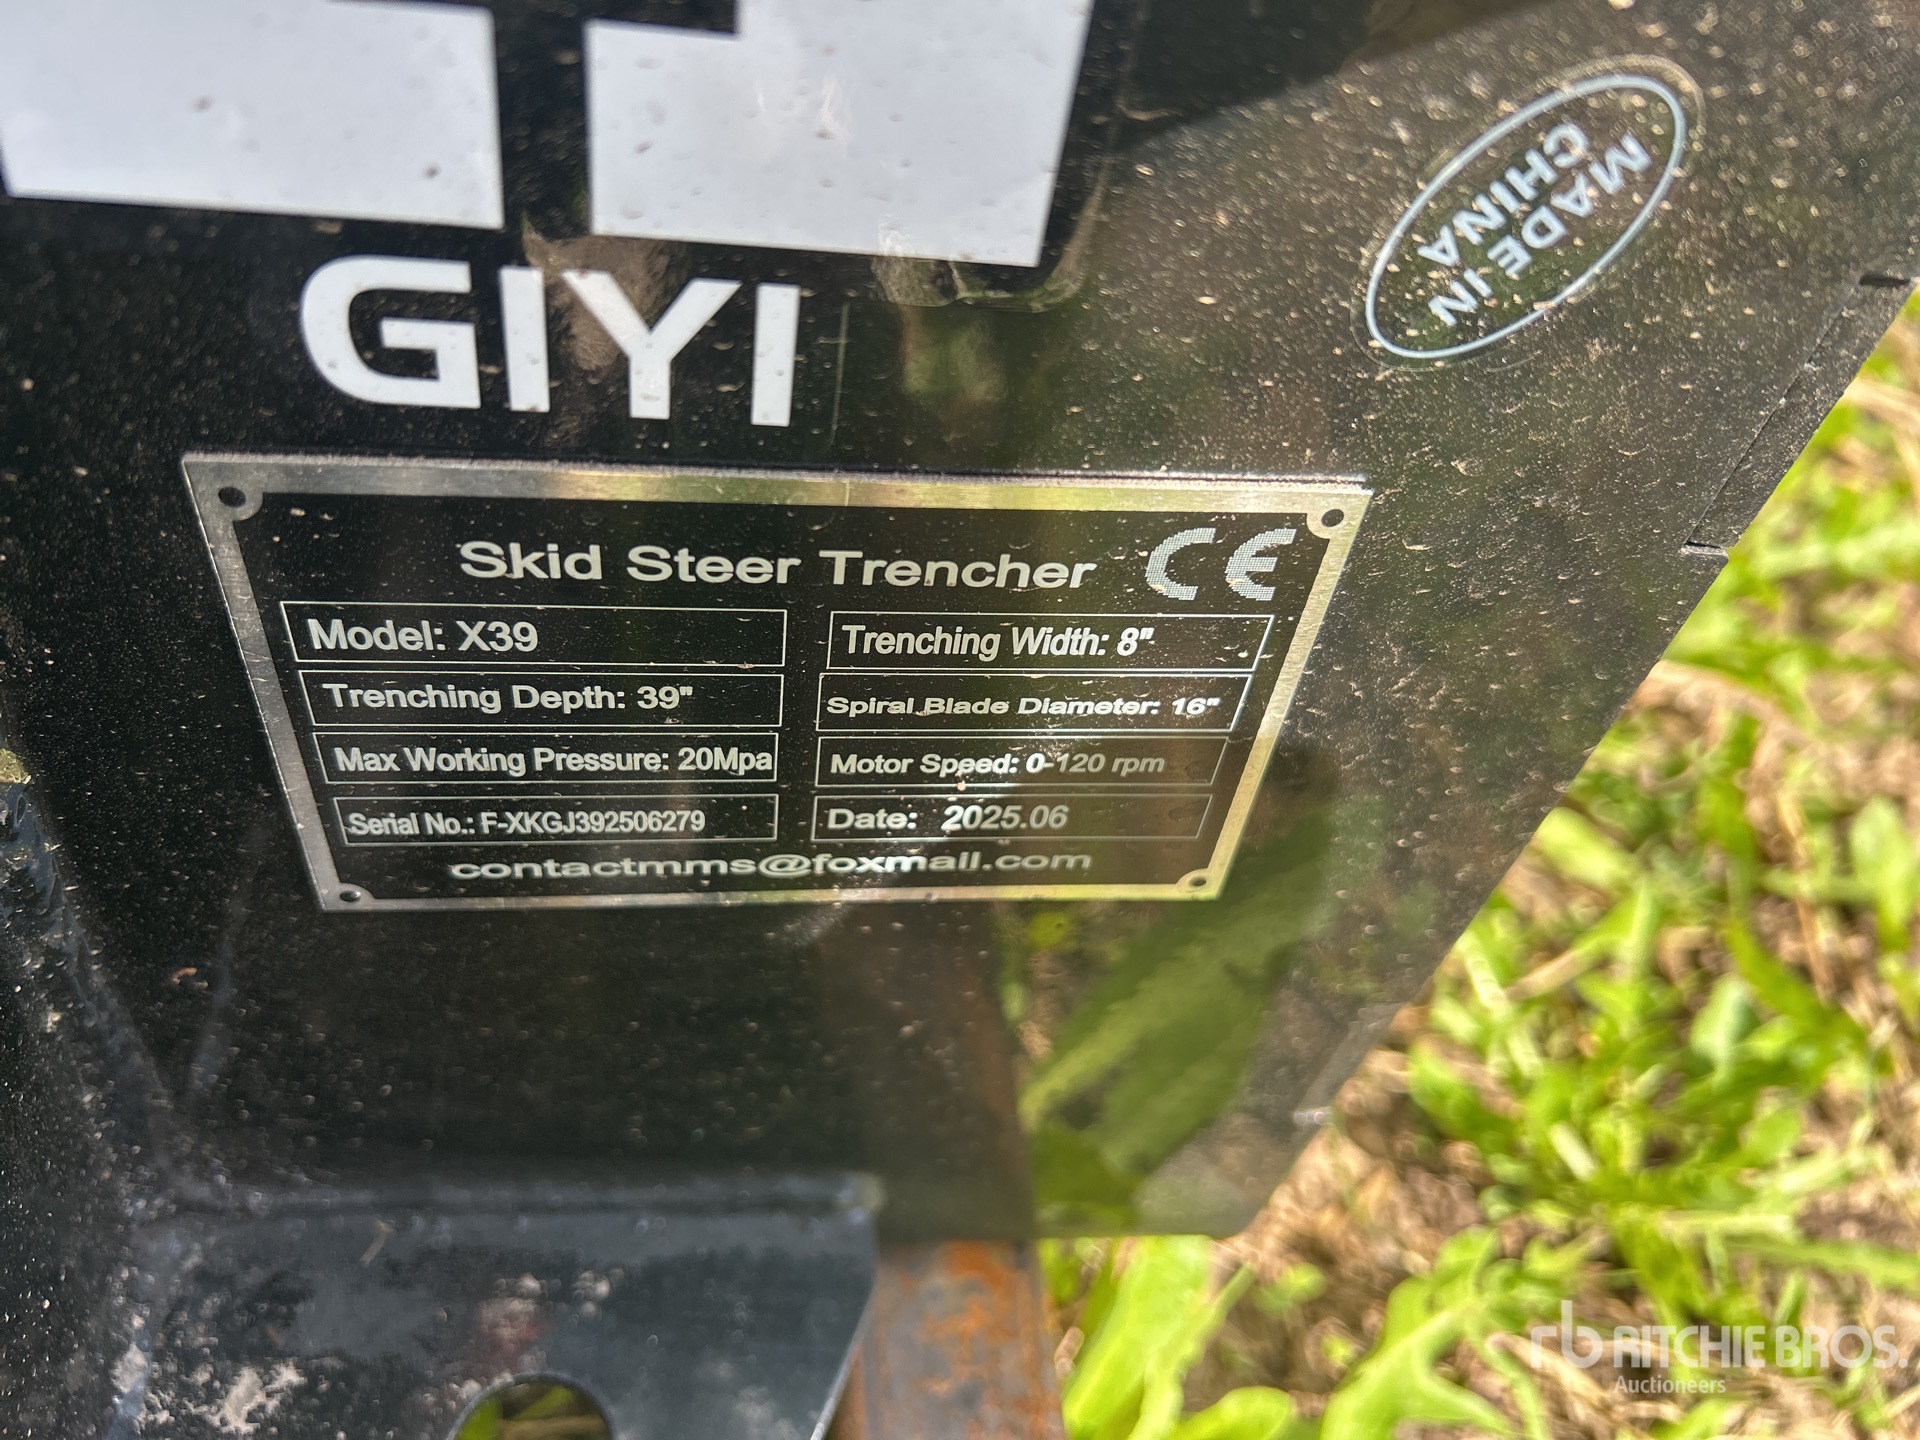 GIYI
MADE IN
CHINA
Skid Steer Trencher CE
Model: X39
Trenching Width: 8"
Trenching Depth: 39"
Spiral Blade Diameter: 16"
Max Working Pressure: 20Mpa
Motor Speed: 0-120 rpm
Serial No.: F-XKGJ392506279
Date: 2025.06
contactmms@foxmail.com
rb RITCHIE BROS.
Auctioneers